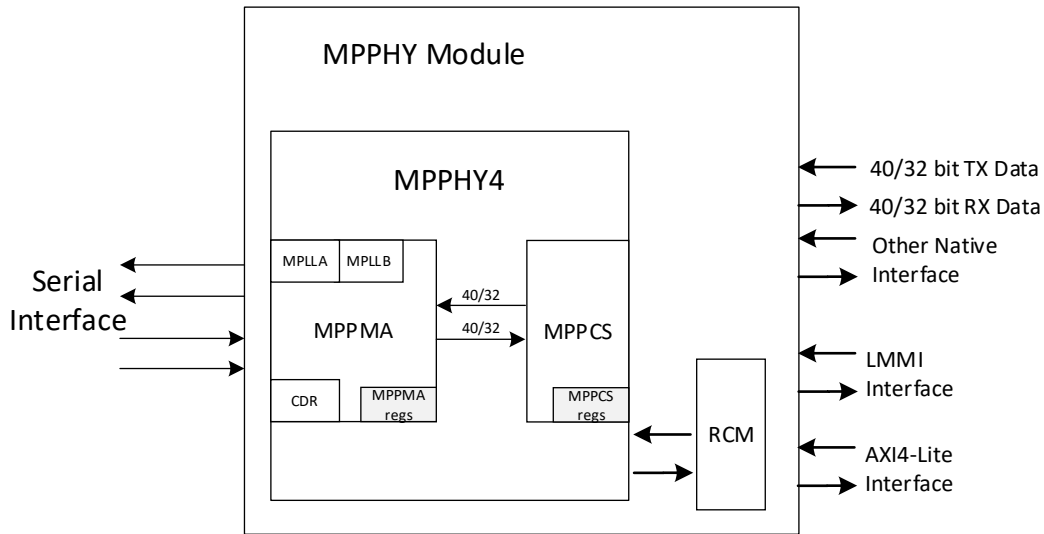 MPPHY Module
MPPHY4
MPLLA
MPLLB
MPPMA
CDR
MPPMA
regs
40/32
40/32
MPPCS
MPPCS
regs
RCM
Serial
Interface
40/32 bit TX Data
40/32 bit RX Data
Other Native
Interface
LMMI
Interface
AXI4-Lite
Interface